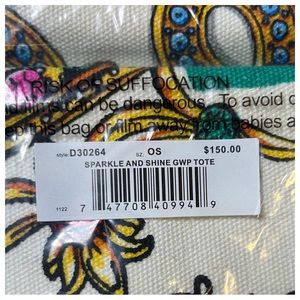 RISK OF SUFFOCATION
film can be dangerous. To avoid d
ep this bag or film away from babies a
style: D30264 sz: OS $150.00
SPARKLE AND SHINE GWP TOTE
1122 7 47708 40994 9